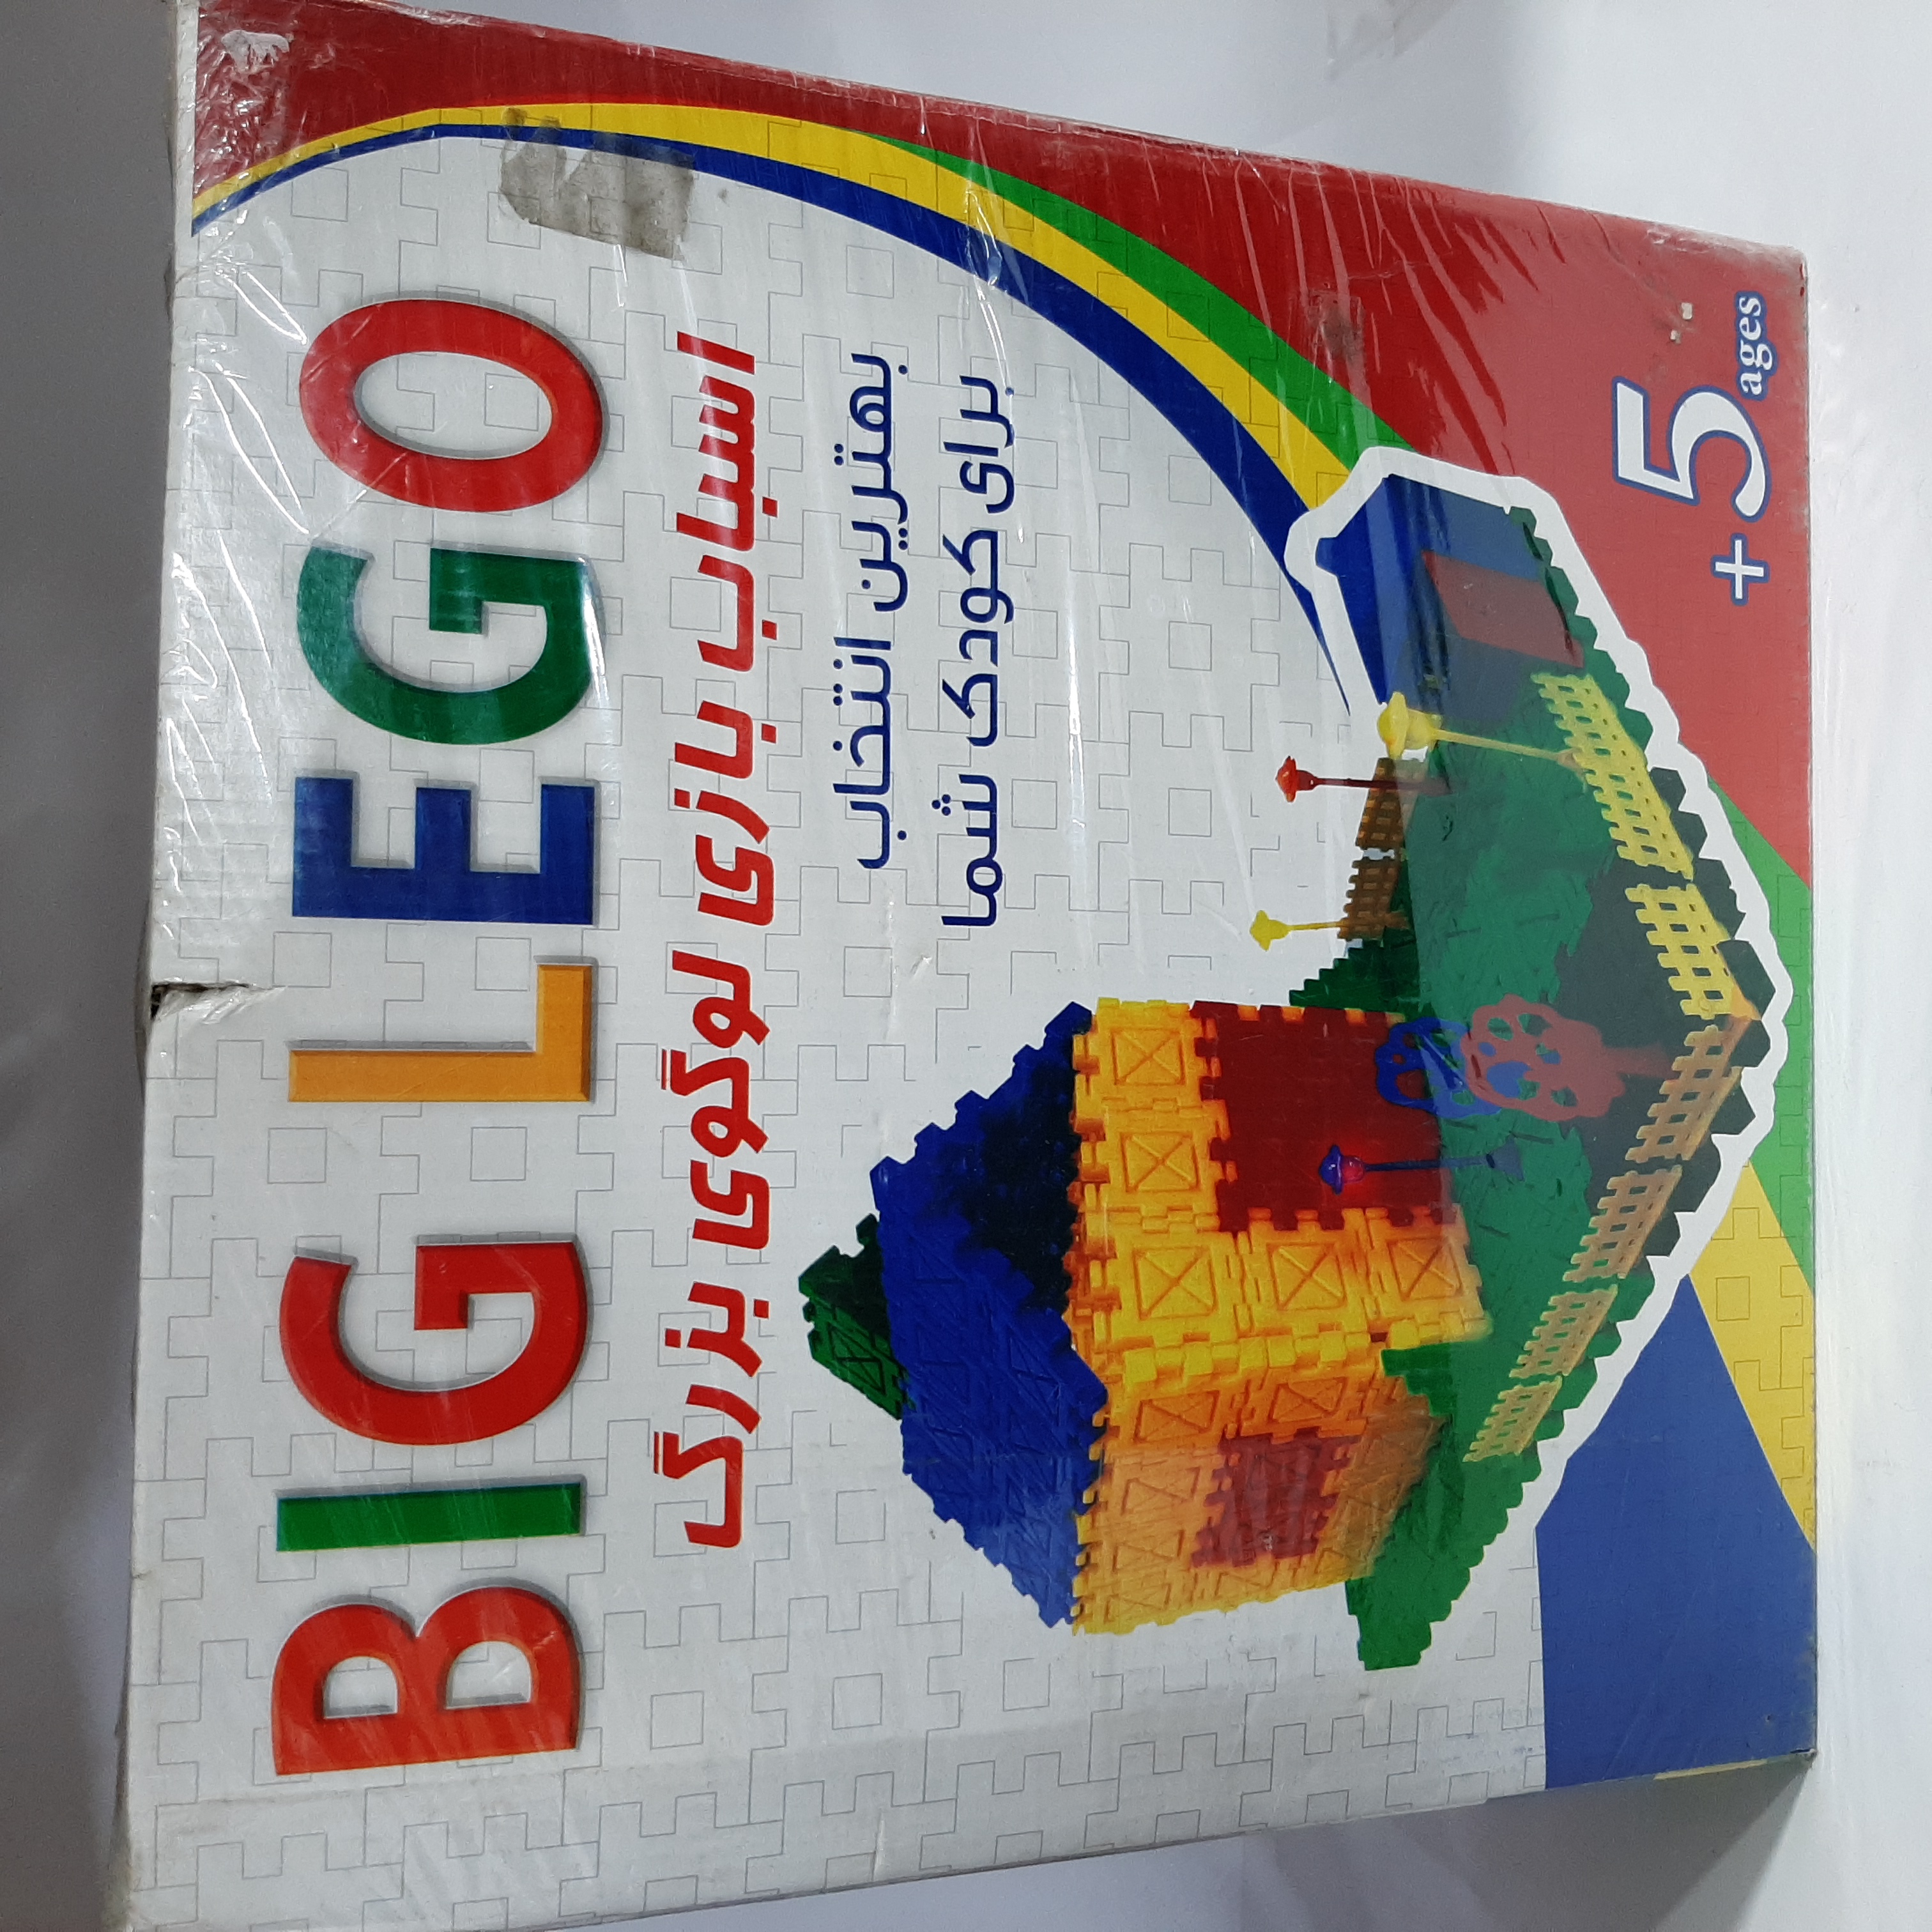 BIG LEGO
اسباب بازی لوگوی بزرگ
بهترین انتخاب
برای کودک شما
+5 ages